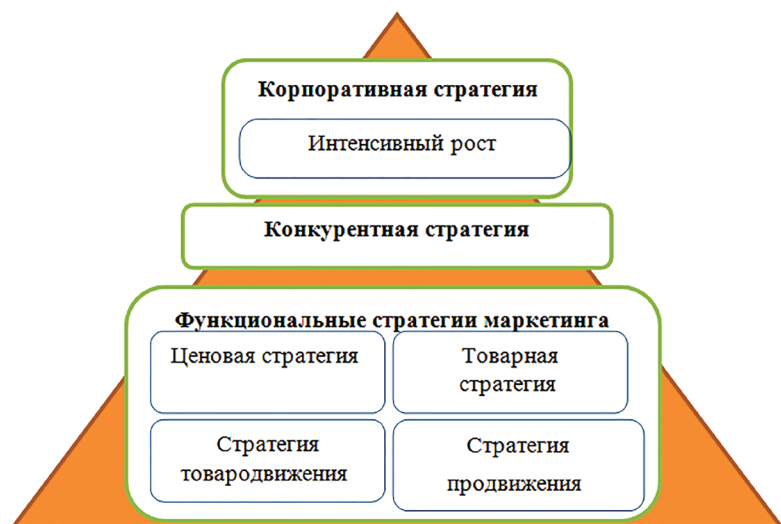 Корпоративная стратегия
Интенсивный рост
Конкурентная стратегия
Функциональные стратегии маркетинга
Ценовая стратегия
Товарная
стратегия
Стратегия
товародвижения
Стратегия
продвижения